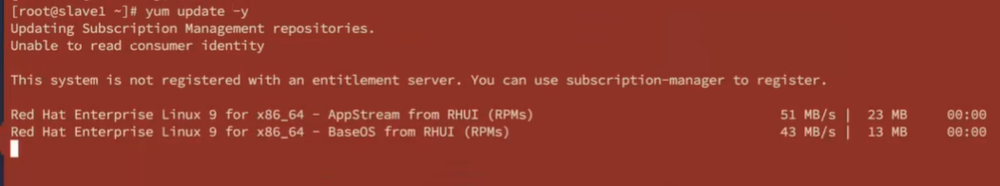 [root@slave1 ~]# yum update -y
Updating Subscription Management repositories.
Unable to read consumer identity
This system is not registered with an entitlement server. You can use subscription-manager to register.
Red Hat Enterprise Linux 9 for x86_64 - AppStream from RHUI (RPMs) 51 MB/s | 23 MB 00:00
Red Hat Enterprise Linux 9 for x86_64 - BaseOS from RHUI (RPMs) 43 MB/s | 13 MB 00:00